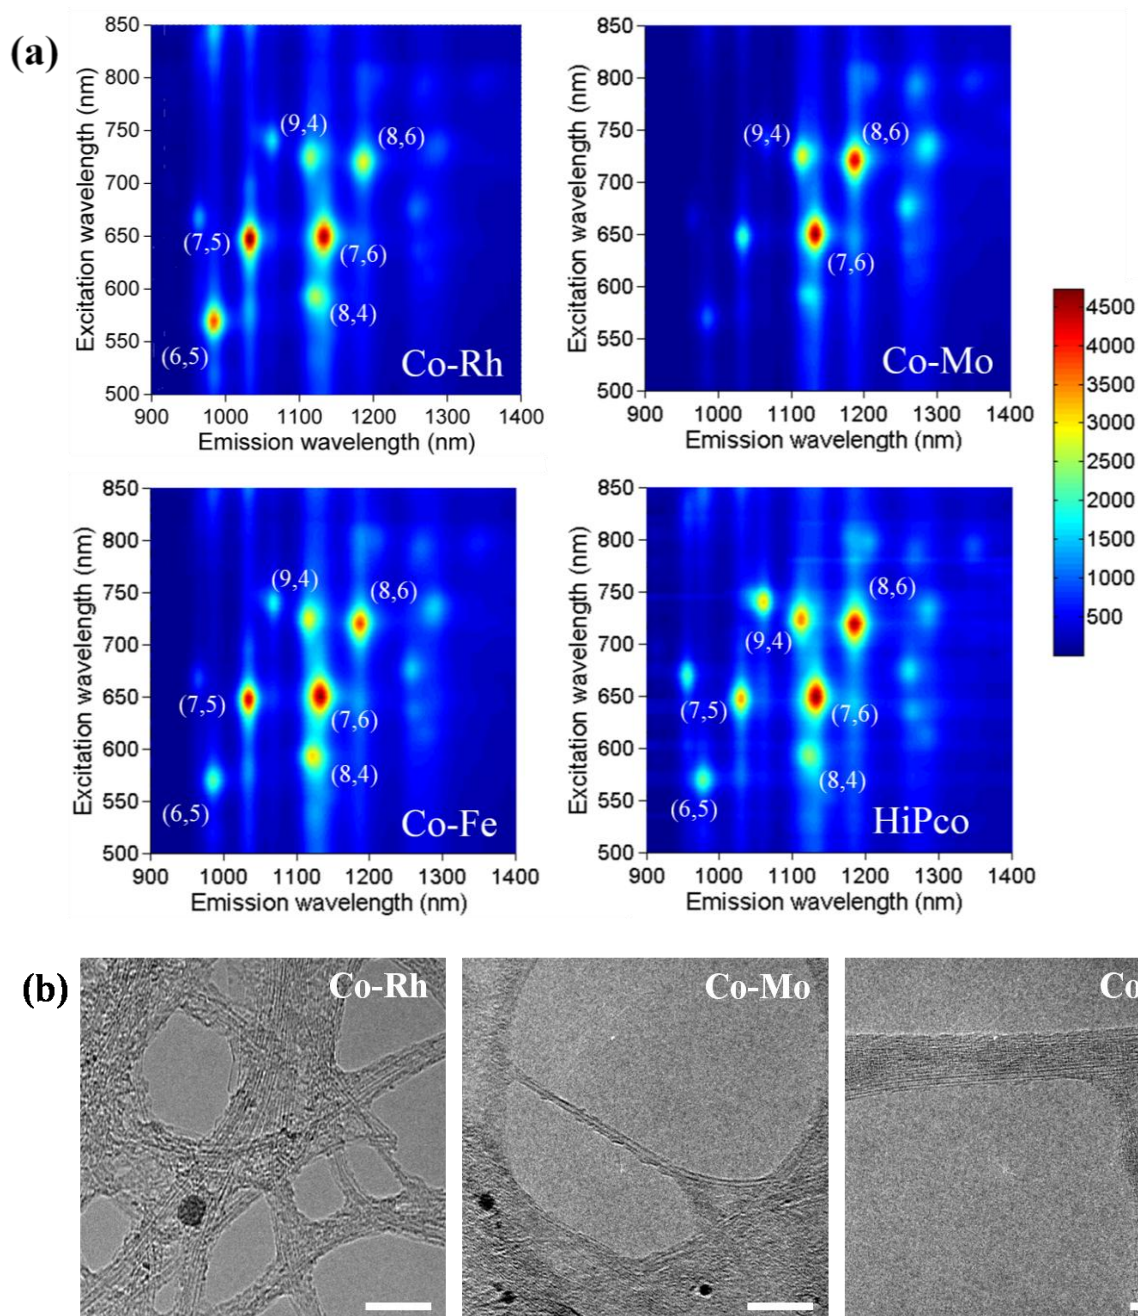 (a)
850
800
750
700
650
600
550
500
Excitation wavelength (nm)
(9,4)
(8,6)
(7,5)
(7,6)
(8,4)
(6,5)
Co-Rh
900 1000 1100 1200 1300 1400
Emission wavelength (nm)
850
800
750
700
650
600
550
500
Excitation wavelength (nm)
(9,4)
(8,6)
(7,6)
Co-Mo
900 1000 1100 1200 1300 1400
Emission wavelength (nm)
4500
4000
3500
3000
2500
2000
1500
1000
500
850
800
750
700
650
600
550
500
Excitation wavelength (nm)
(9,4)
(8,6)
(7,5)
(7,6)
(8,4)
(6,5)
Co-Fe
900 1000 1100 1200 1300 1400
Emission wavelength (nm)
850
800
750
700
650
600
550
500
Excitation wavelength (nm)
(8,6)
(9,4)
(7,5)
(7,6)
(8,4)
(6,5)
HiPco
900 1000 1100 1200 1300 1400
Emission wavelength (nm)
(b)
Co-Rh
Co-Mo
Co